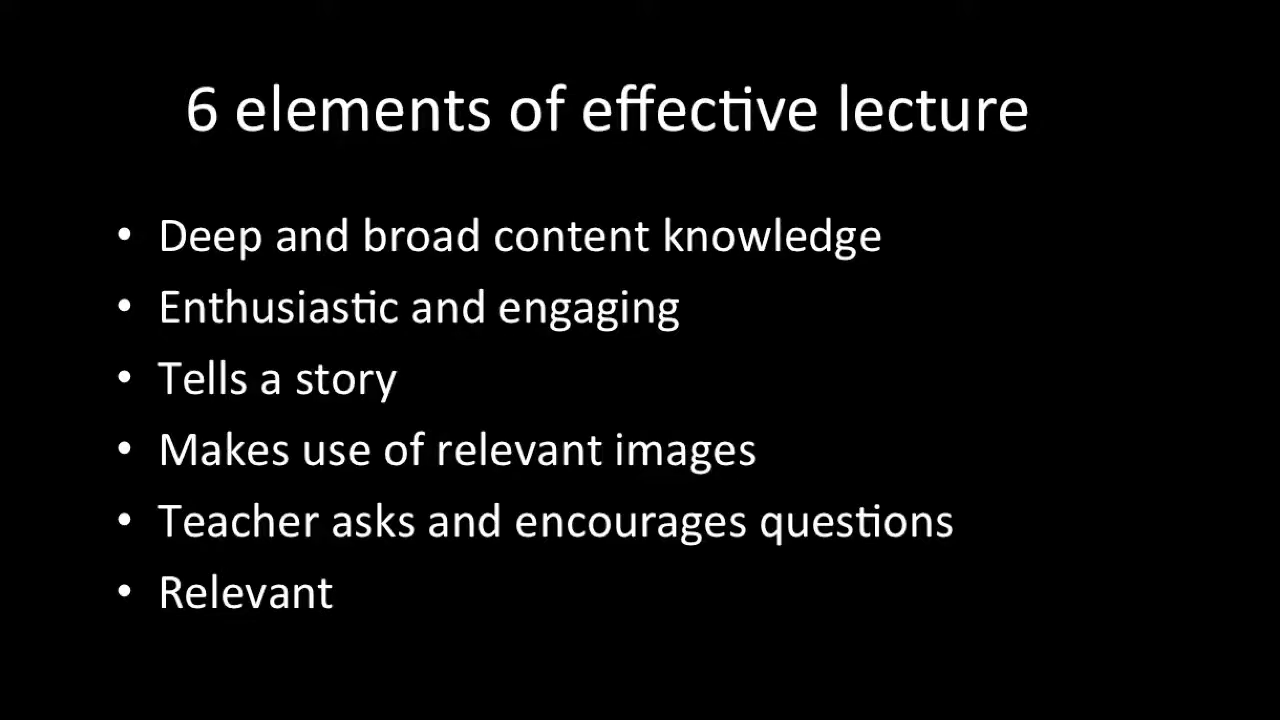 6 elements of effective lecture
• Deep and broad content knowledge
• Enthusiastic and engaging
• Tells a story
• Makes use of relevant images
• Teacher asks and encourages questions
• Relevant